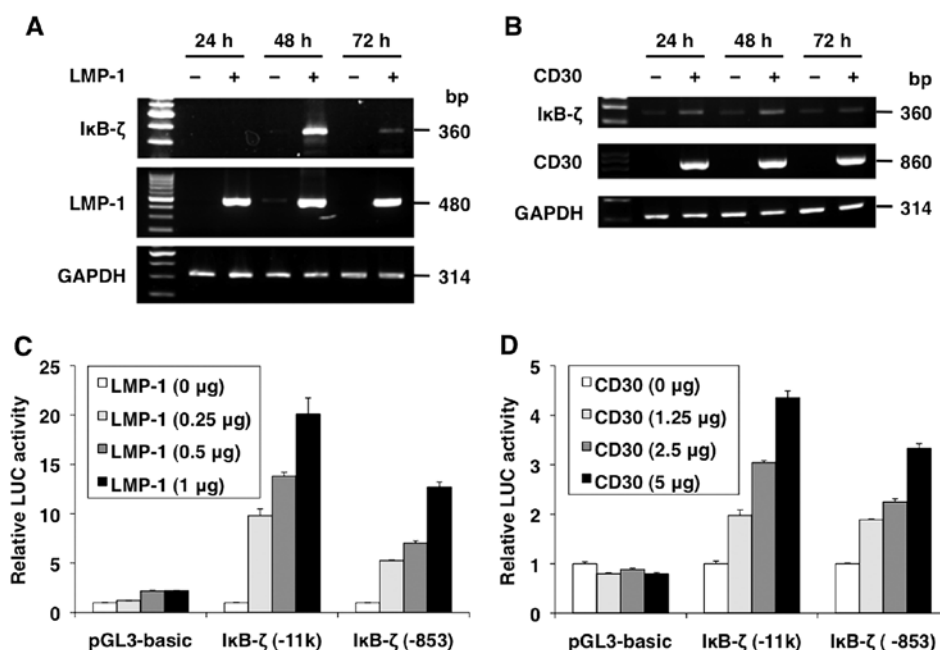 A
24 h 48 h 72 h
LMP-1 – + – + – + bp
IκB-ζ 360
LMP-1 480
GAPDH 314
B
24 h 48 h 72 h
CD30 – + – + – + bp
IκB-ζ 360
CD30 860
GAPDH 314
C
Relative LUC activity
25
20
15
10
5
0
LMP-1 (0 µg)
LMP-1 (0.25 µg)
LMP-1 (0.5 µg)
LMP-1 (1 µg)
pGL3-basic IκB-ζ (-11k) IκB-ζ (-853)
D
Relative LUC activity
5
4
3
2
1
0
CD30 (0 µg)
CD30 (1.25 µg)
CD30 (2.5 µg)
CD30 (5 µg)
pGL3-basic IκB-ζ (-11k) IκB-ζ (-853)